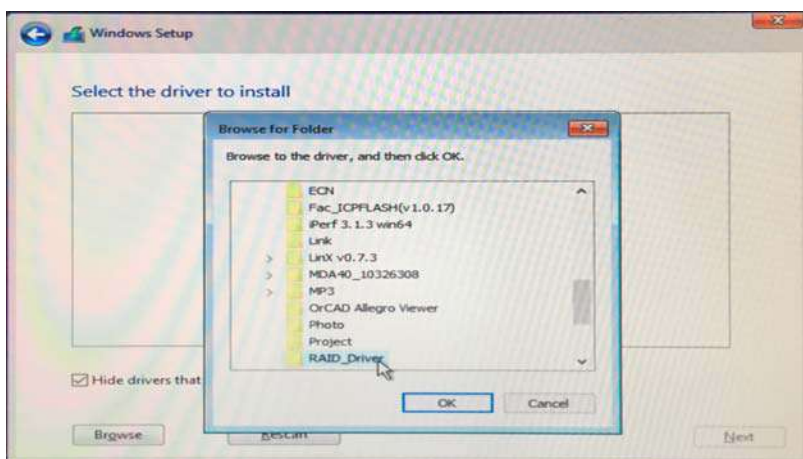 Windows Setup
Select the driver to install
Browse for Folder
Browse to the driver, and then click OK.
ECN
Fac_ICPFLASH(v1.0.17)
iPerf 3.1.3 win64
Link
LinX v0.7.3
MDA40_10326308
MP3
OrCAD Allegro Viewer
Photo
Project
RAID_Driver
Hide drivers that
OK
Cancel
Browse
Rescan
Next